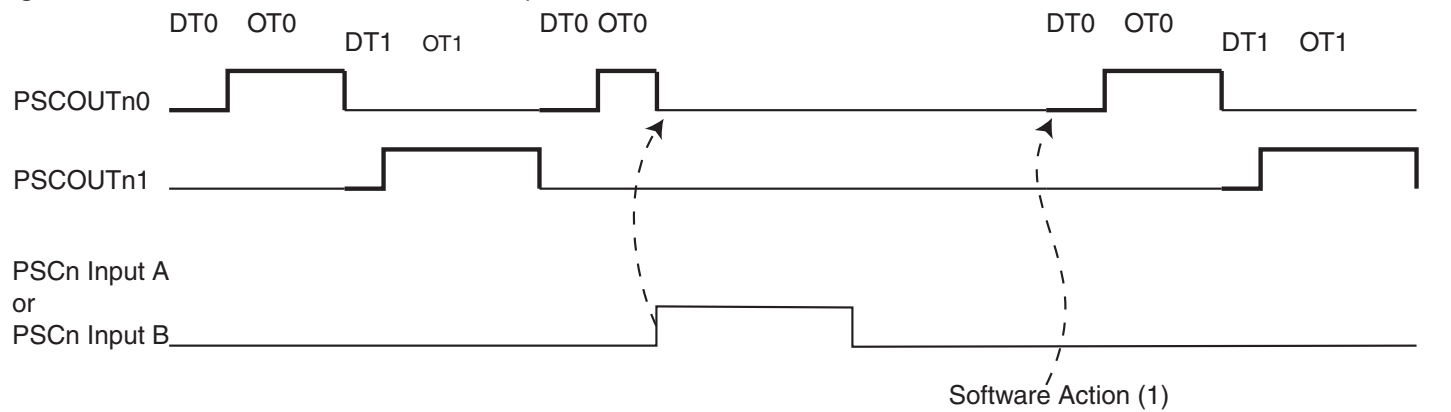 DT0 OT0 DT0 OT0 DT0 OT0
DT1 OT1 DT1 OT1
PSCOUTn0
PSCOUTn1
PSCn Input A
or
PSCn Input B
Software Action (1)